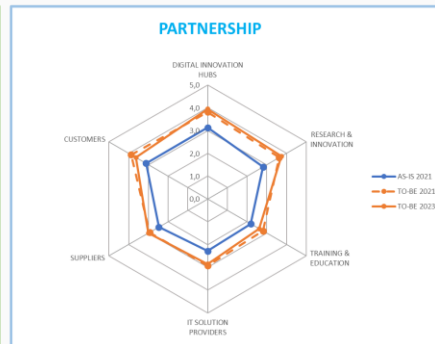 PARTNERSHIP
DIGITAL INNOVATION
HUBS
5,0
4,0
3,0
2,0
1,0
0,0
RESEARCH &
INNOVATION
TRAINING &
EDUCATION
IT SOLUTION
PROVIDERS
SUPPLIERS
CUSTOMERS
AS-IS 2021
TO-BE 2021
TO-BE 2023